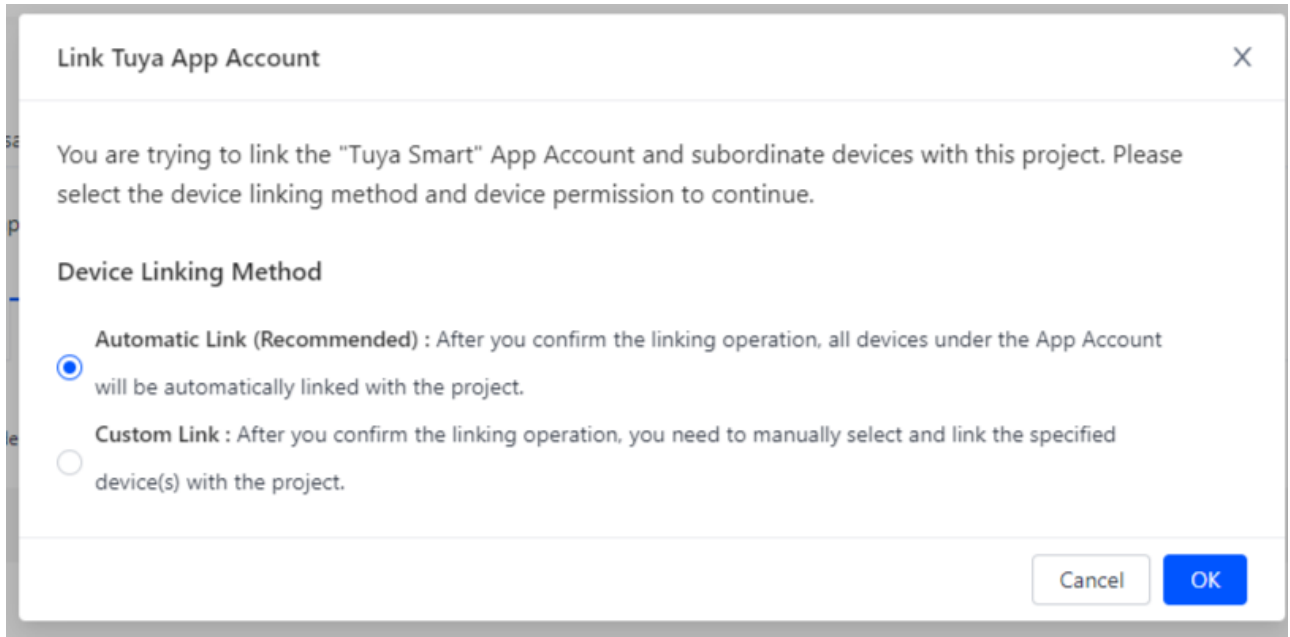 Link Tuya App Account
You are trying to link the "Tuya Smart" App Account and subordinate devices with this project. Please
select the device linking method and device permission to continue.
Device Linking Method
Automatic Link (Recommended) : After you confirm the linking operation, all devices under the App Account
will be automatically linked with the project.
Custom Link : After you confirm the linking operation, you need to manually select and link the specified
device(s) with the project.
Cancel
OK